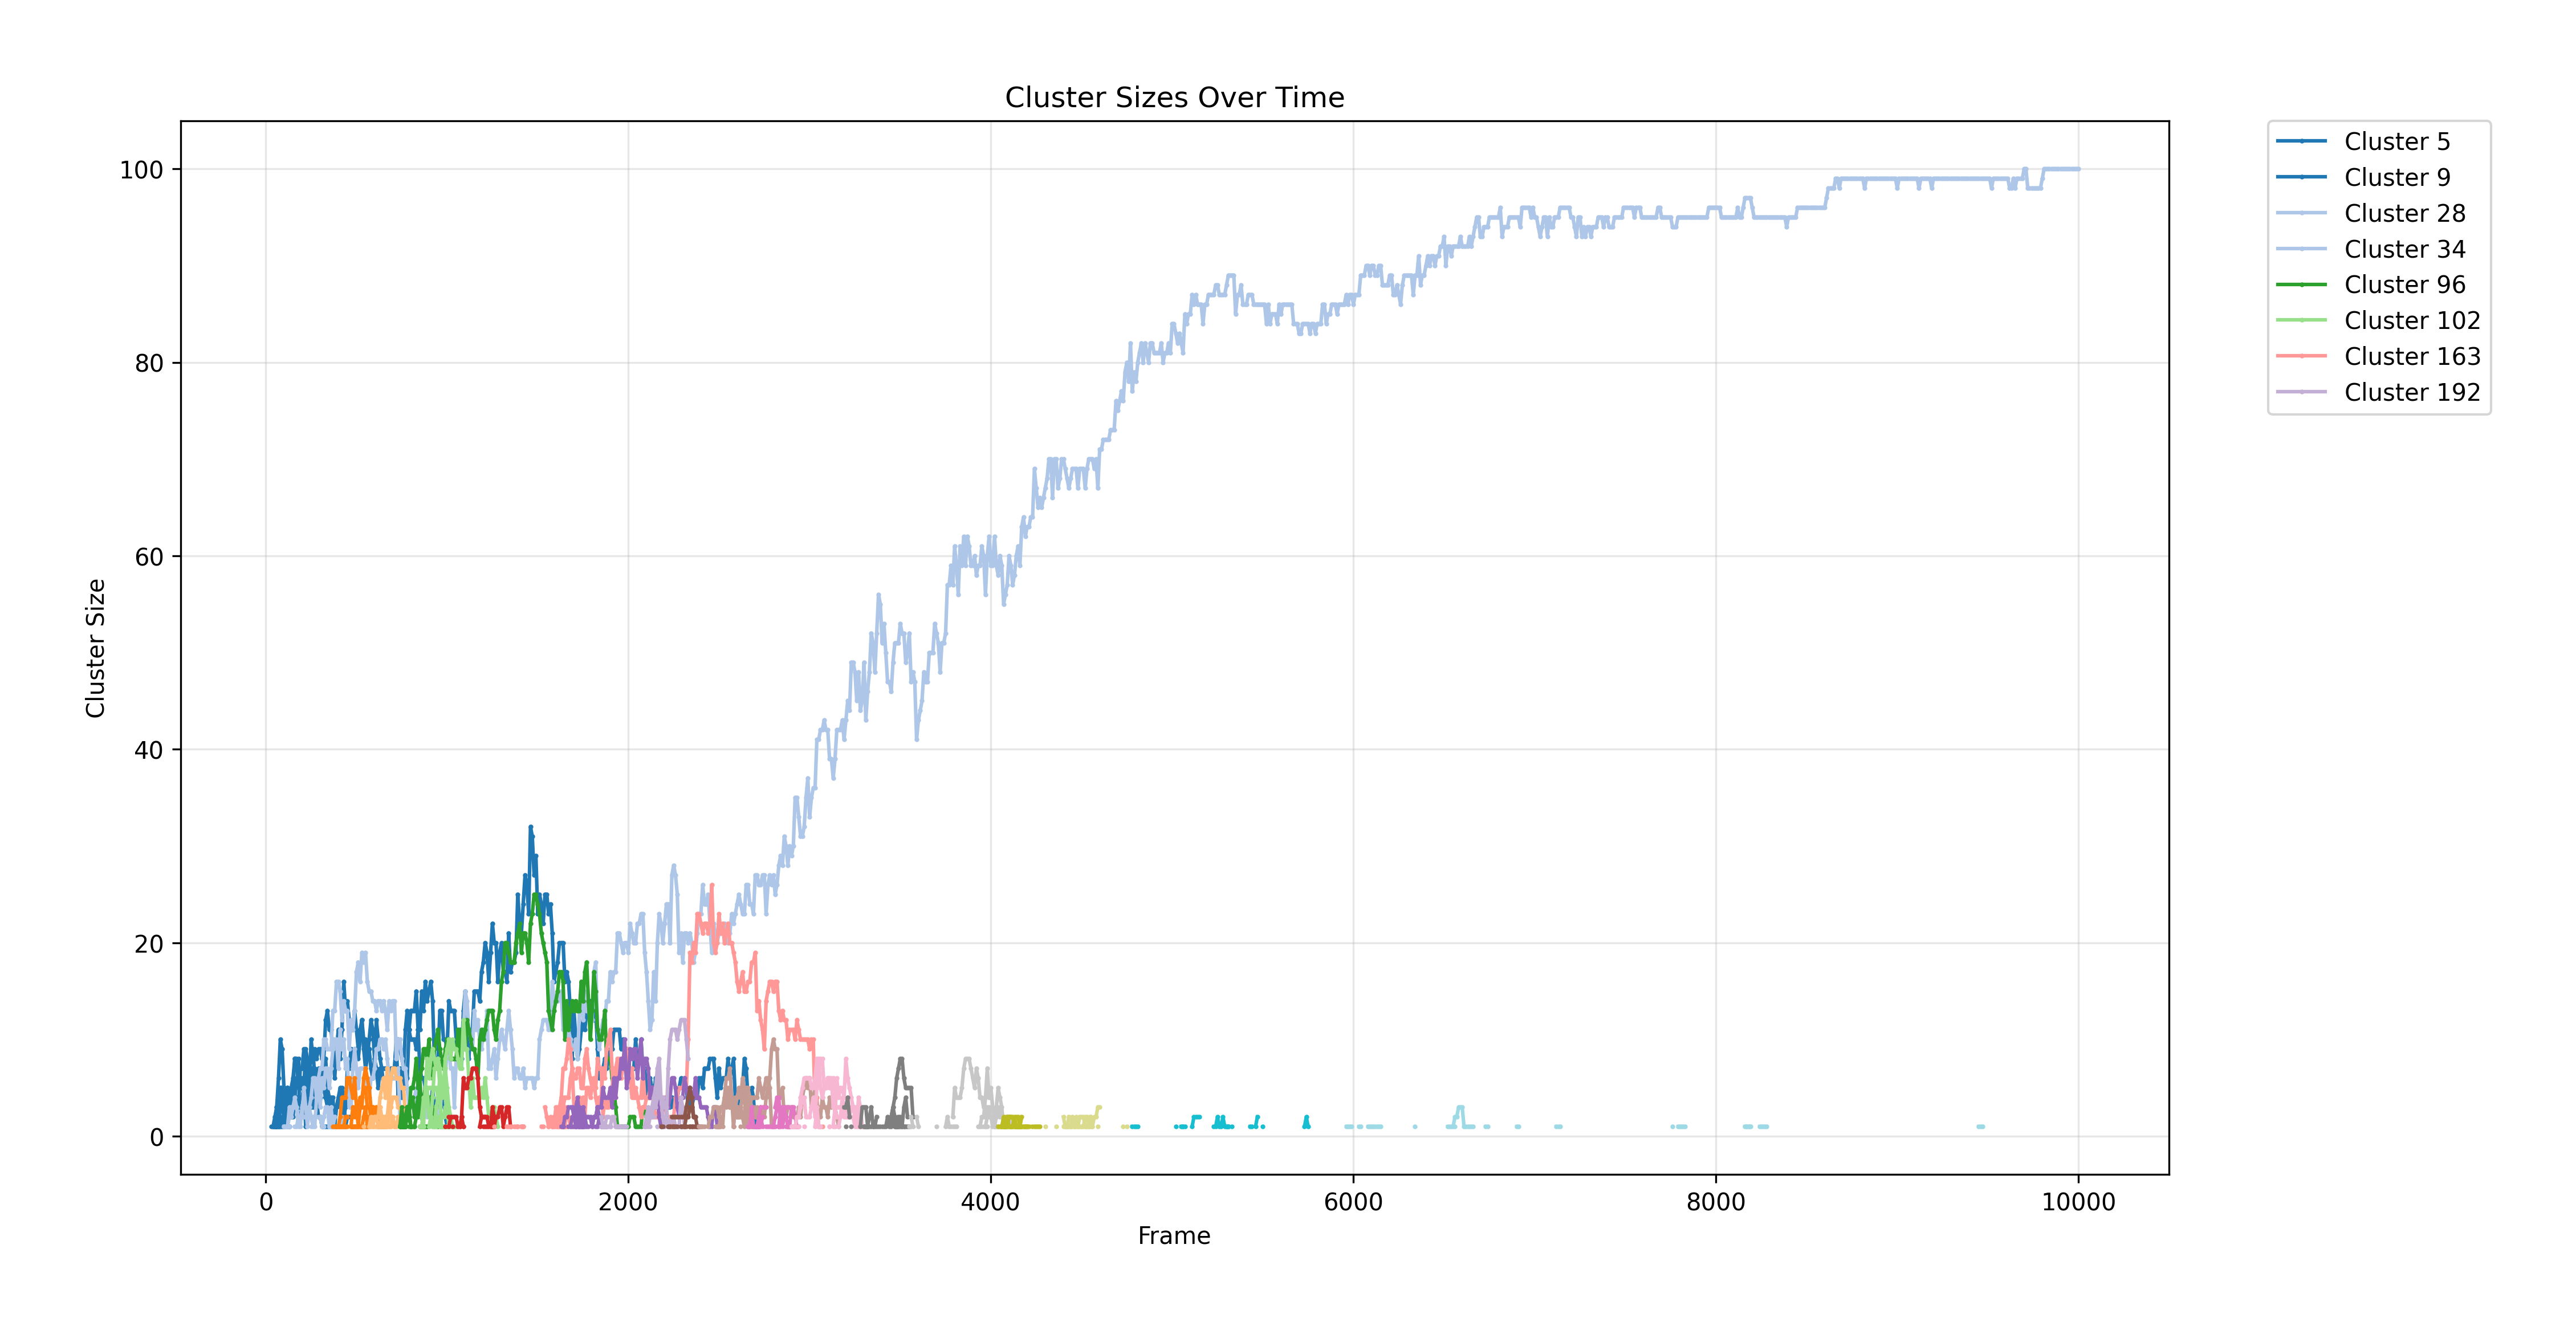 Cluster Sizes Over Time
Cluster Size
100
80
60
40
20
0
0 2000 4000 6000 8000 10000
Frame
Cluster 5
Cluster 9
Cluster 28
Cluster 34
Cluster 96
Cluster 102
Cluster 163
Cluster 192